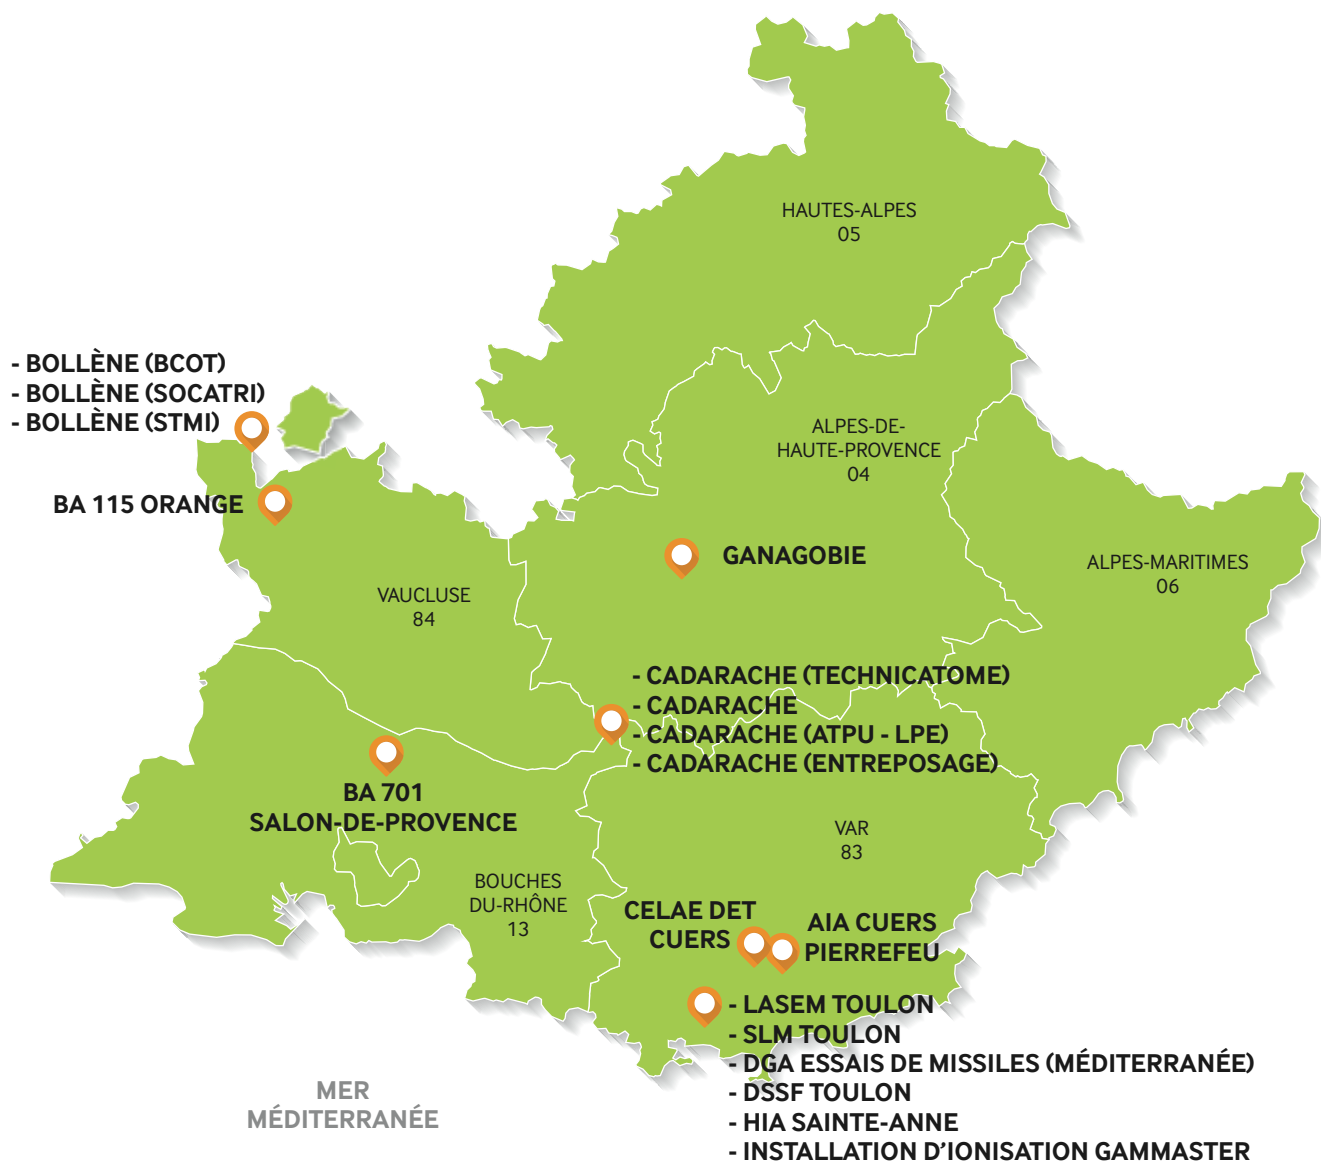 HAUTES-ALPES
05
- BOLLÈNE (BCOT)
- BOLLÈNE (SOCATRI)
- BOLLÈNE (STMI)
ALPES-DE-
HAUTE-PROVENCE
04
BA 115 ORANGE
GANAGOBIE
ALPES-MARITIMES
06
VAUCLUSE
84
- CADARACHE (TECHNICATOME)
- CADARACHE
- CADARACHE (ATPU - LPE)
- CADARACHE (ENTREPOSAGE)
BA 701
SALON-DE-PROVENCE
VAR
83
BOUCHES
DU-RHÔNE
13
CELAE DET
CUERS
AIA CUERS
PIERREFEU
- LASEM TOULON
- SLM TOULON
- DGA ESSAIS DE MISSILES (MÉDITERRANÉE)
- DSSF TOULON
- HIA SAINTE-ANNE
- INSTALLATION D'IONISATION GAMMASTER
MER
MÉDITERRANÉE